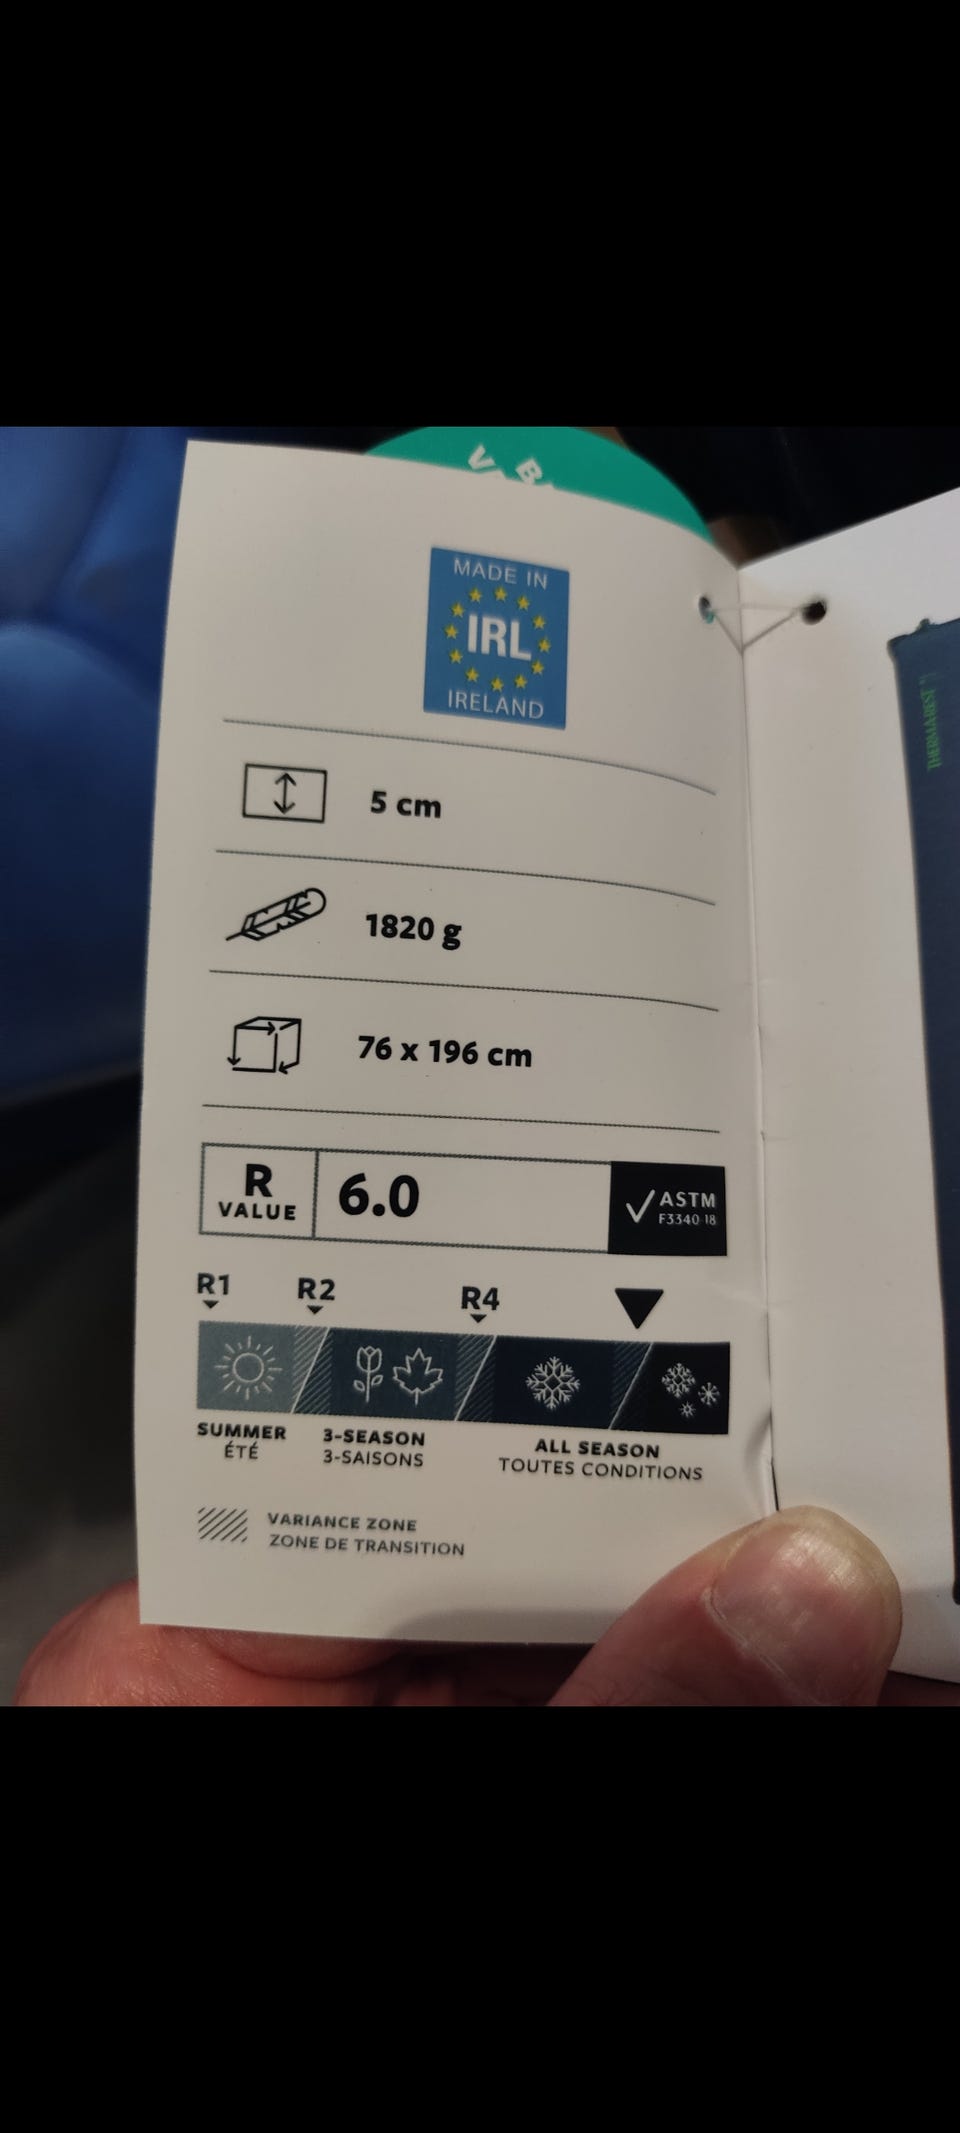 MADE IN
IRL
IRELAND
5 cm
1820 g
76 x 196 cm
R
VALUE
6.0
ASTM
F3340 18
R1
R2
R4
SUMMER
ÉTÉ
3-SEASON
3-SAISONS
ALL SEASON
TOUTES CONDITIONS
VARIANCE ZONE
ZONE DE TRANSITION
THERMAREST